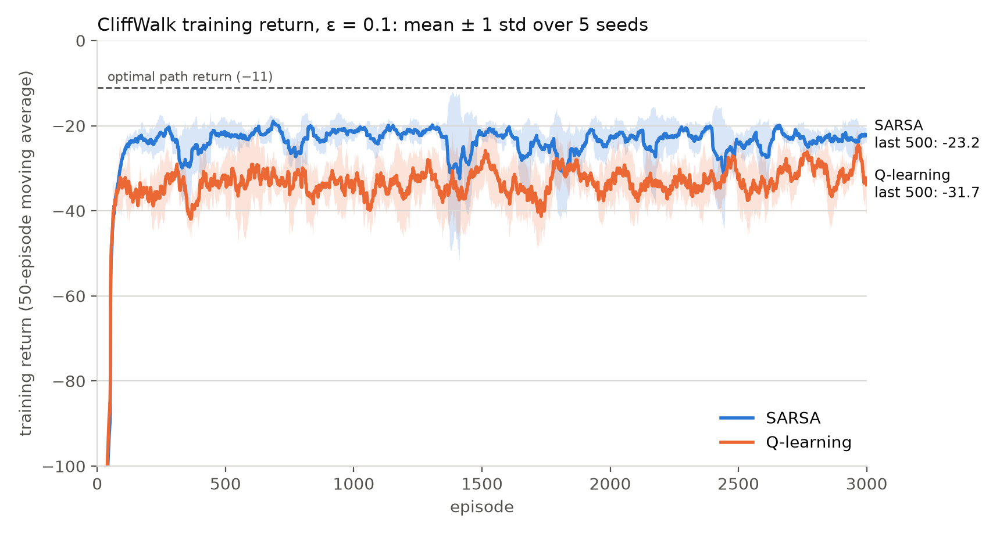 CliffWalk training return, ε = 0.1: mean ± 1 std over 5 seeds
training return (50-episode moving average)
0
−20
−40
−60
−80
−100
optimal path return (−11)
SARSA
last 500: -23.2
Q-learning
last 500: -31.7
SARSA
Q-learning
0
500
1000
1500
2000
2500
3000
episode